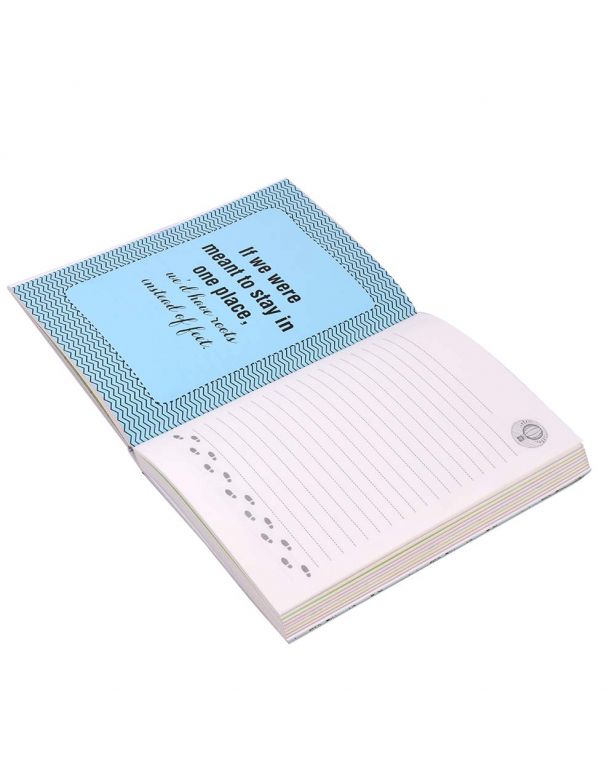 If we were
meant to stay in
one place,
we'd have roots
instead of feet.